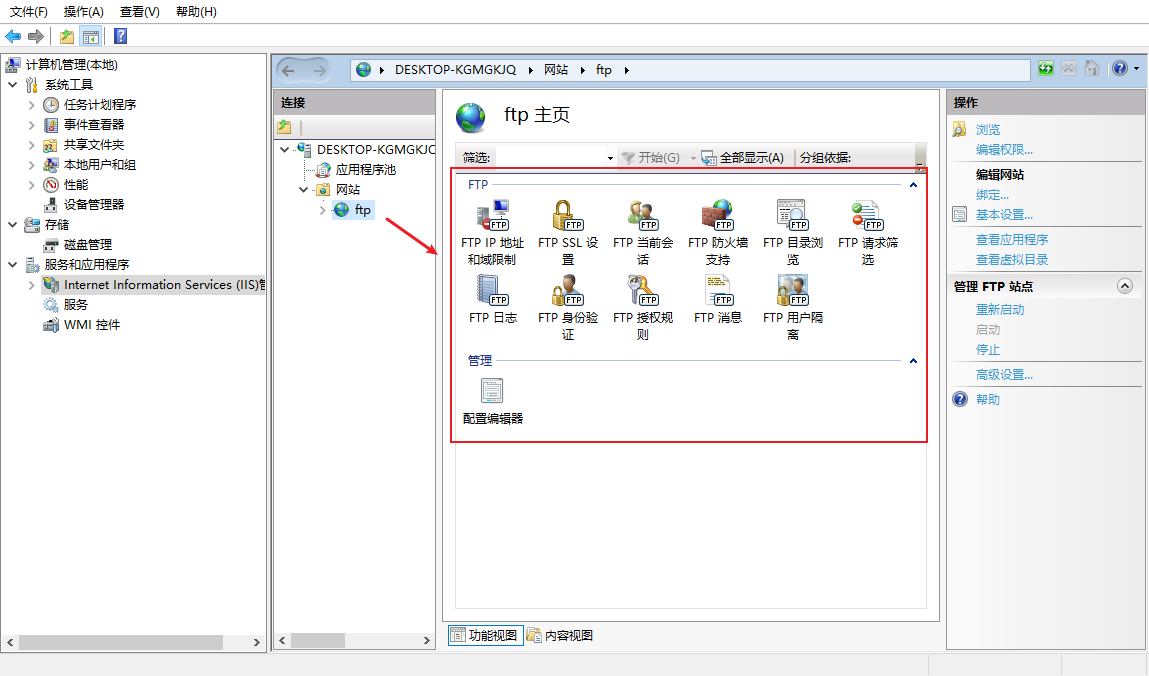 文件(F) 操作(A) 查看(V) 帮助(H)
计算机管理(本地)
系统工具
任务计划程序
事件查看器
共享文件夹
本地用户和组
性能
设备管理器
存储
磁盘管理
服务和应用程序
Internet Information Services (IIS)管
服务
WMI 控件
DESKTOP-KGMGKJQ 网站 ftp
连接
DESKTOP-KGMGKJQ
应用程序池
网站
ftp
ftp 主页
筛选: 开始(G) 全部显示(A) 分组依据:
FTP
FTP IP 地址
和域限制
FTP SSL 设
置
FTP 当前会
话
FTP 防火墙
支持
FTP 目录浏
览
FTP 请求筛
选
FTP 日志
FTP 身份验
证
FTP 授权规
则
FTP 消息
FTP 用户隔
离
管理
配置编辑器
功能视图 内容视图
操作
浏览
编辑权限...
编辑网站
绑定...
基本设置...
查看应用程序
查看虚拟目录
管理 FTP 站点
重新启动
启动
停止
高级设置...
帮助